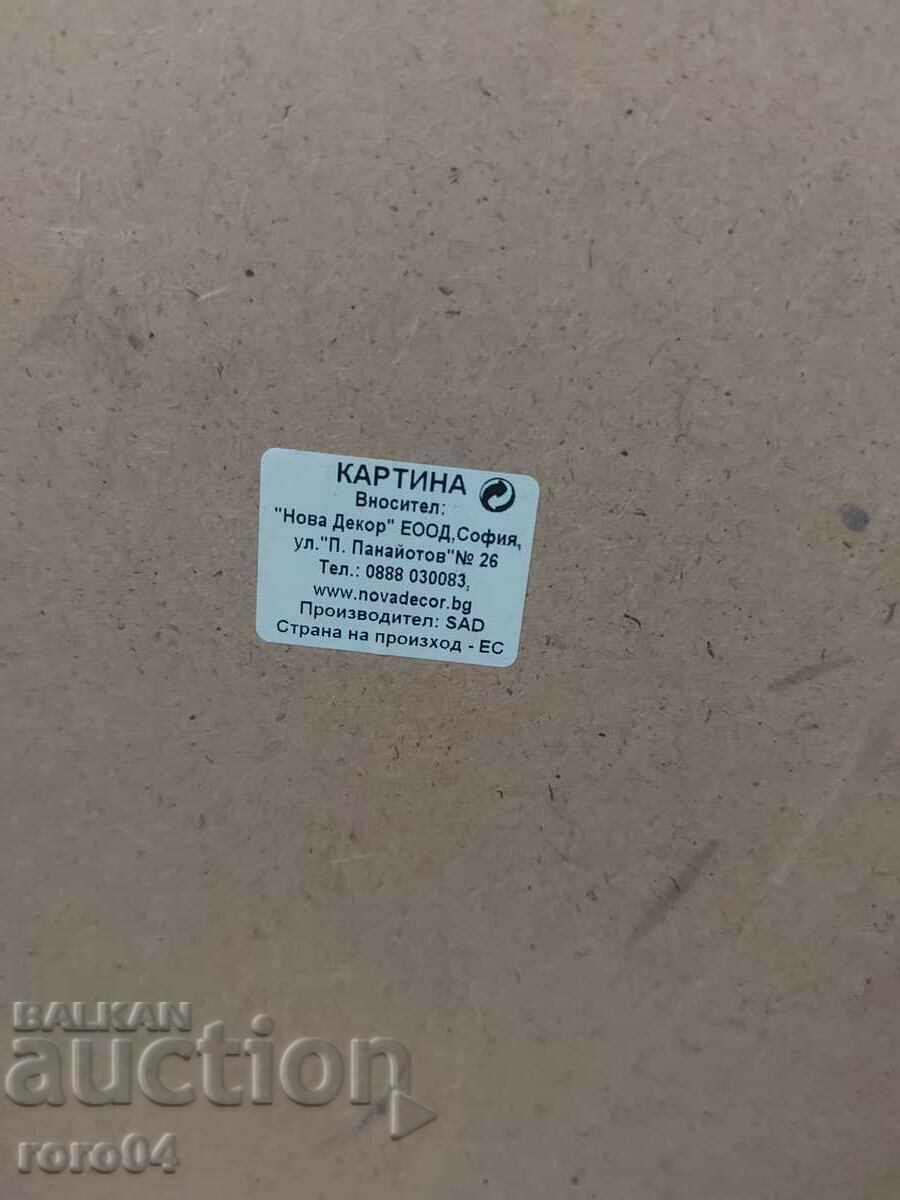 КАРТИНА
Вносител:
"Нова Декор" ЕООД,София,
ул."П. Панайотов"№ 26
Тел.: 0888 030083,
www.novadecor.bg
Производител: SAD
Страна на произход - ЕС
BALKAN
auction
roro04